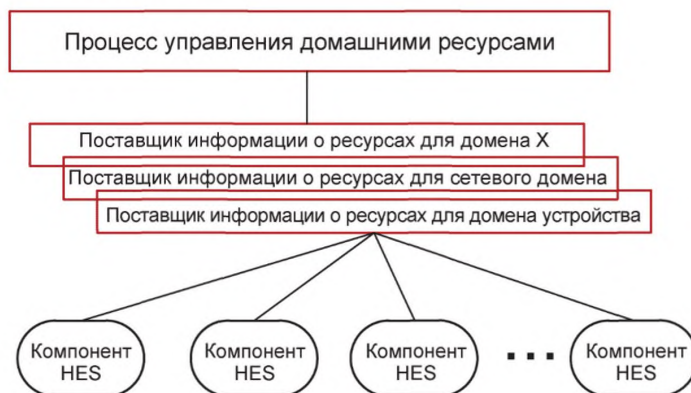 Процесс управления домашними ресурсами
Поставщик информации о ресурсах для домена X
Поставщик информации о ресурсах для сетевого домена
Поставщик информации о ресурсах для домена устройства
Компонент
HES
Компонент
HES
Компонент
HES
...
Компонент
HES